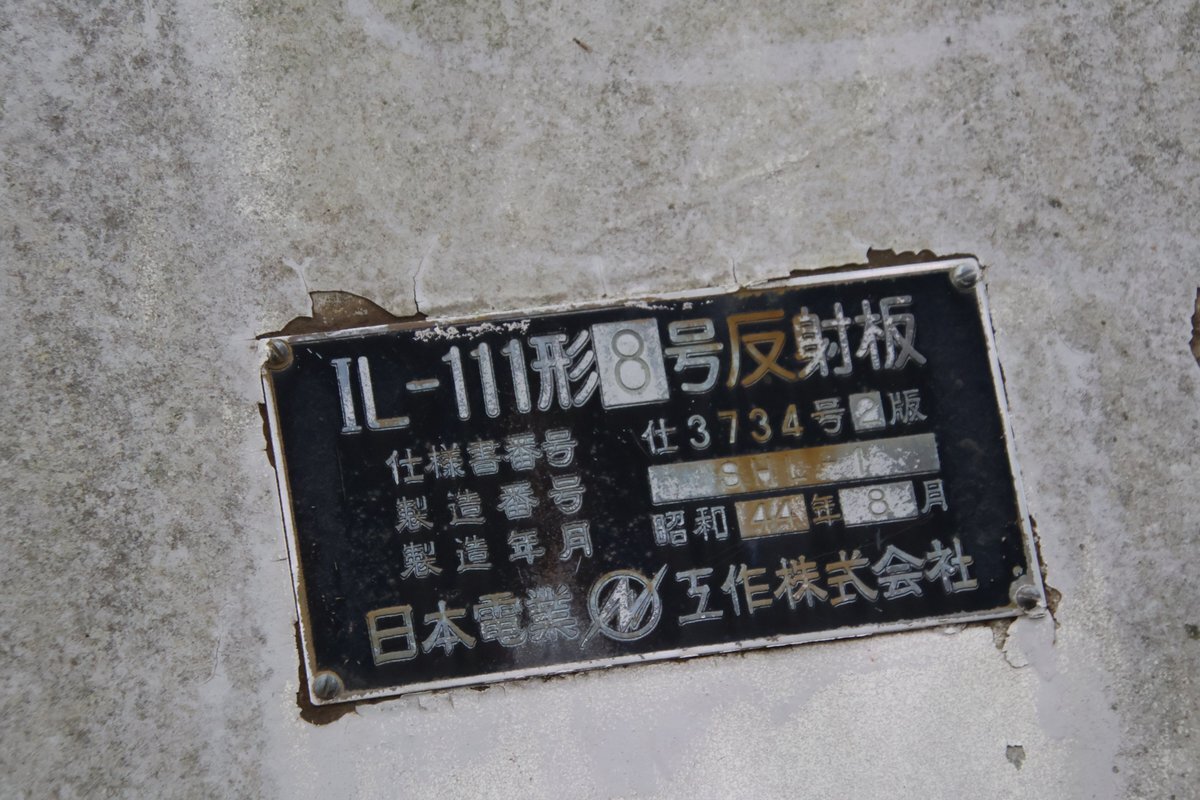 IL-111形8号反射板
仕様書番号 仕3734号2版
製造番号
製造年月 昭和44年8月
日本電業工作株式会社